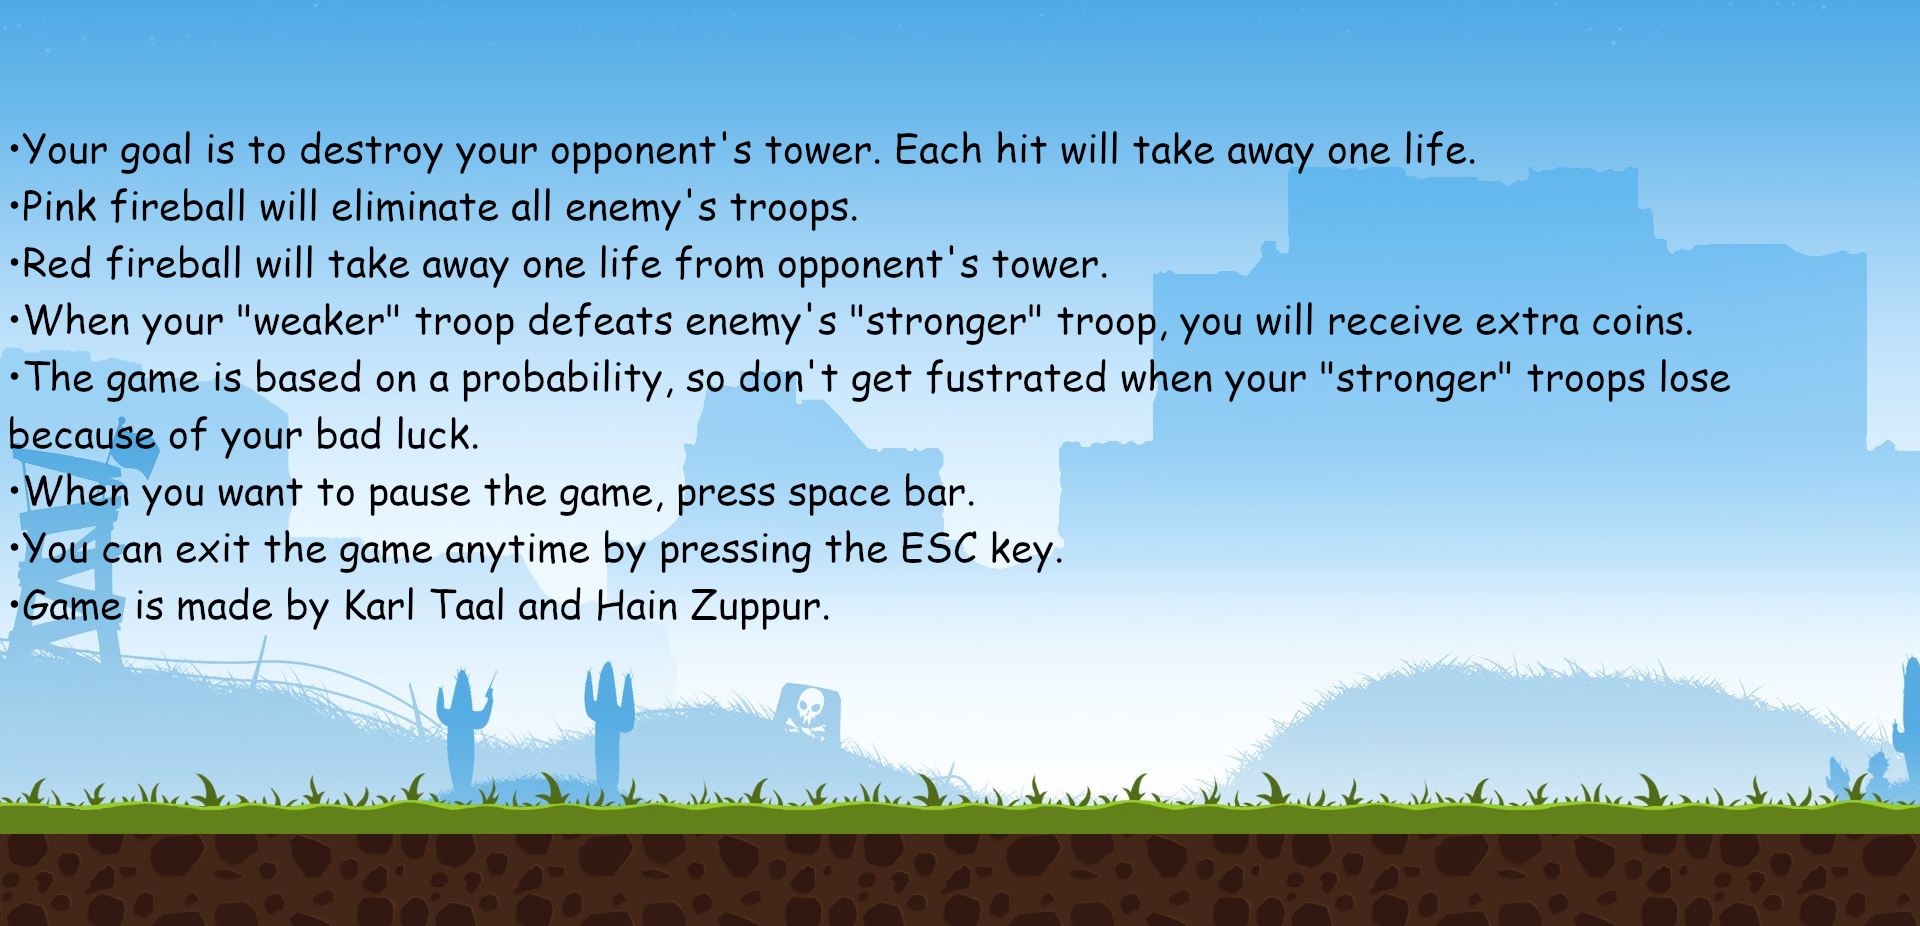 •Your goal is to destroy your opponent's tower. Each hit will take away one life.
•Pink fireball will eliminate all enemy's troops.
•Red fireball will take away one life from opponent's tower.
•When your "weaker" troop defeats enemy's "stronger" troop, you will receive extra coins.
•The game is based on a probability, so don't get fustrated when your "stronger" troops lose
because of your bad luck.
•When you want to pause the game, press space bar.
•You can exit the game anytime by pressing the ESC key.
•Game is made by Karl Taal and Hain Zuppur.